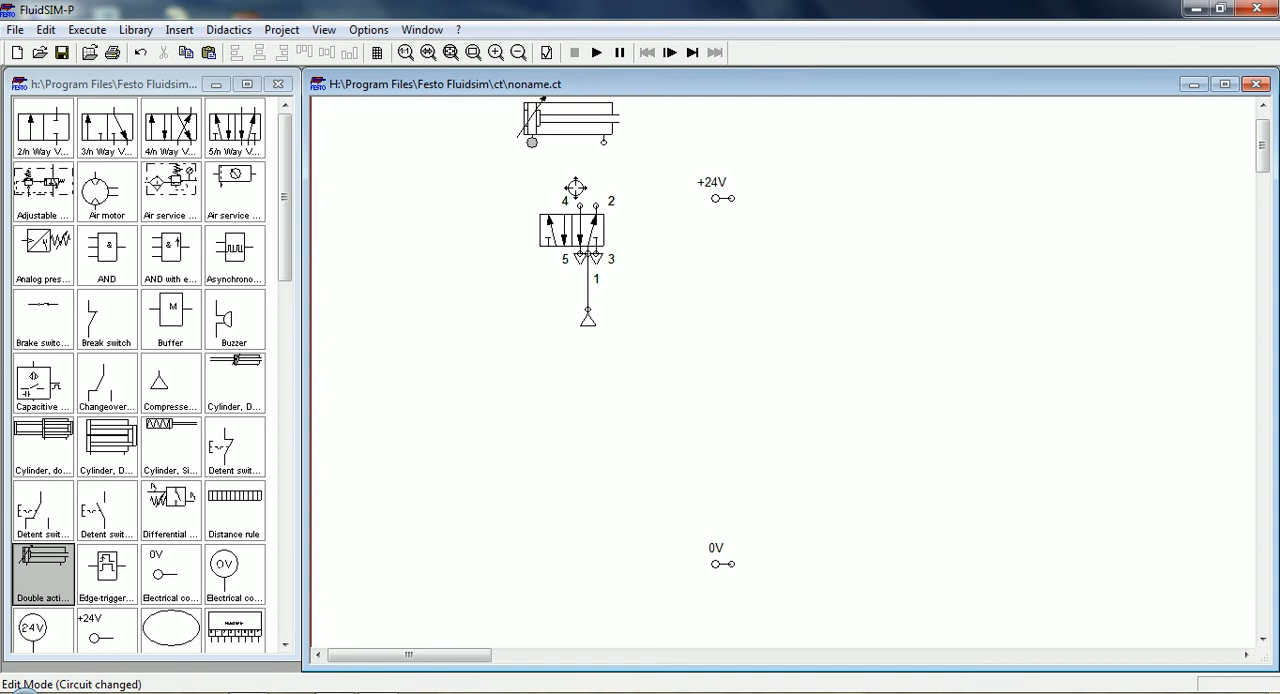 FluidSIM-P
File Edit Execute Library Insert Didactics Project View Options Window ?
h:\Program Files\Festo Fluidsim...
H:\Program Files\Festo Fluidsim\ct\noname.ct
2/n Way V... 3/n Way V... 4/n Way V... 5/n Way V...
Adjustable ... Air motor Air service ... Air service ...
Analog pres... AND AND with e... Asynchrono...
Brake switc... Break switch Buffer Buzzer
Capacitive ... Changeover... Compresse... Cylinder, D...
Cylinder, do... Cylinder, D... Cylinder, Si... Detent swit...
Detent swit... Detent swit... Differential ... Distance rule
Double acti... Edge-trigger... Electrical co... Electrical co...
& & M 0V 0V 24V +24V
+24V
4 2
5 3
1
0V
Edit Mode (Circuit changed)